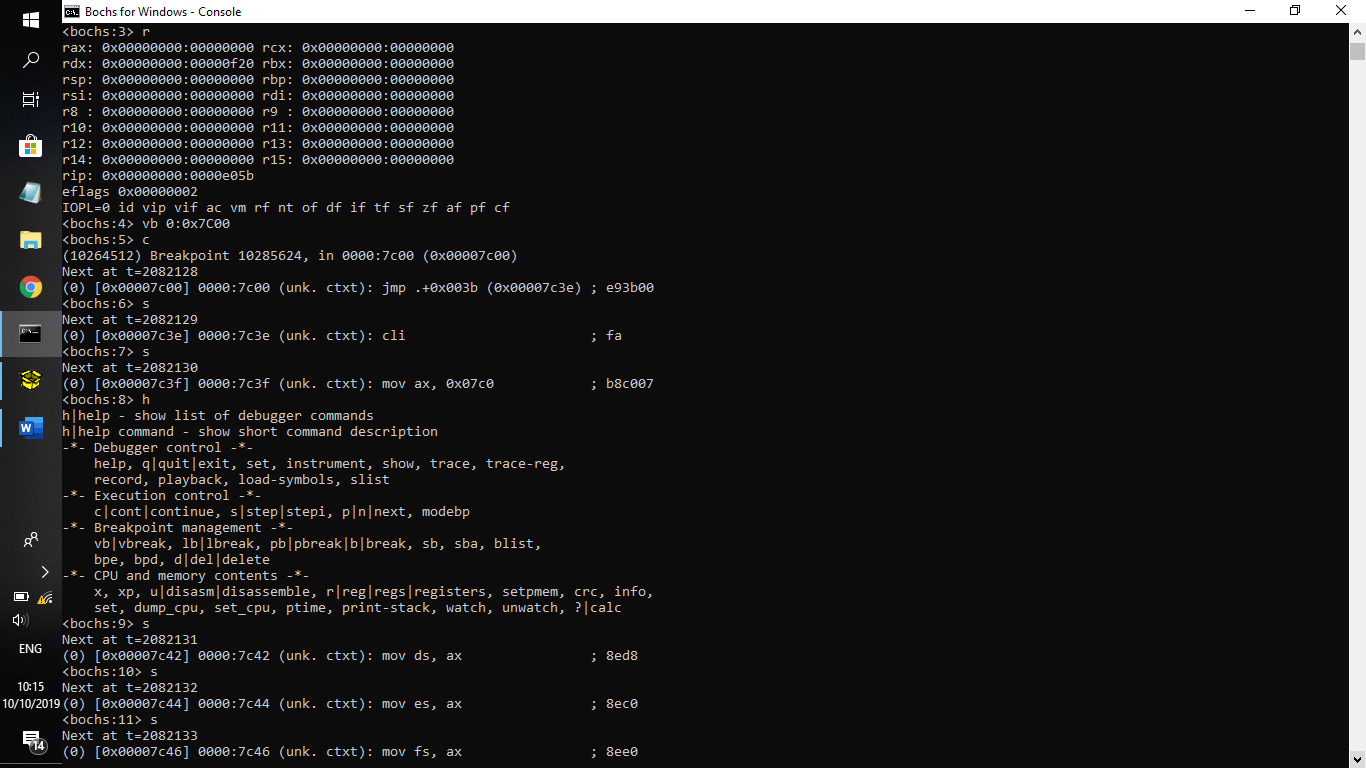 Bochs for Windows - Console
<bochs:3> r
rax: 0x00000000:00000000 rcx: 0x00000000:00000000
rdx: 0x00000000:00000f20 rbx: 0x00000000:00000000
rsp: 0x00000000:00000000 rbp: 0x00000000:00000000
rsi: 0x00000000:00000000 rdi: 0x00000000:00000000
r8 : 0x00000000:00000000 r9 : 0x00000000:00000000
r10: 0x00000000:00000000 r11: 0x00000000:00000000
r12: 0x00000000:00000000 r13: 0x00000000:00000000
r14: 0x00000000:00000000 r15: 0x00000000:00000000
rip: 0x00000000:0000e05b
eflags 0x00000002
IOPL=0 id vip vif ac vm rf nt of df if tf sf zf af pf cf
<bochs:4> vb 0:0x7C00
<bochs:5> c
(10264512) Breakpoint 10285624, in 0000:7c00 (0x00007c00)
Next at t=2082128
(0) [0x00007c00] 0000:7c00 (unk. ctxt): jmp .+0x003b (0x00007c3e) ; e93b00
<bochs:6> s
Next at t=2082129
(0) [0x00007c3e] 0000:7c3e (unk. ctxt): cli ; fa
<bochs:7> s
Next at t=2082130
(0) [0x00007c3f] 0000:7c3f (unk. ctxt): mov ax, 0x07c0 ; b8c007
<bochs:8> h
h|help - show list of debugger commands
h|help command - show short command description
-*- Debugger control -*-
help, q|quit|exit, set, instrument, show, trace, trace-reg,
record, playback, load-symbols, slist
-*- Execution control -*-
c|cont|continue, s|step|stepi, p|n|next, modebp
-*- Breakpoint management -*-
vb|vbreak, lb|lbreak, pb|pbreak|b|break, sb, sba, blist,
bpe, bpd, d|del|delete
-*- CPU and memory contents -*-
x, xp, u|disasm|disassemble, r|reg|regs|registers, setpmem, crc, info,
set, dump_cpu, set_cpu, ptime, print-stack, watch, unwatch, ?|calc
<bochs:9> s
Next at t=2082131
(0) [0x00007c42] 0000:7c42 (unk. ctxt): mov ds, ax ; 8ed8
<bochs:10> s
Next at t=2082132
(0) [0x00007c44] 0000:7c44 (unk. ctxt): mov es, ax ; 8ec0
<bochs:11> s
Next at t=2082133
(0) [0x00007c46] 0000:7c46 (unk. ctxt): mov fs, ax ; 8ee0
ENG
10:15
10/10/2019
14